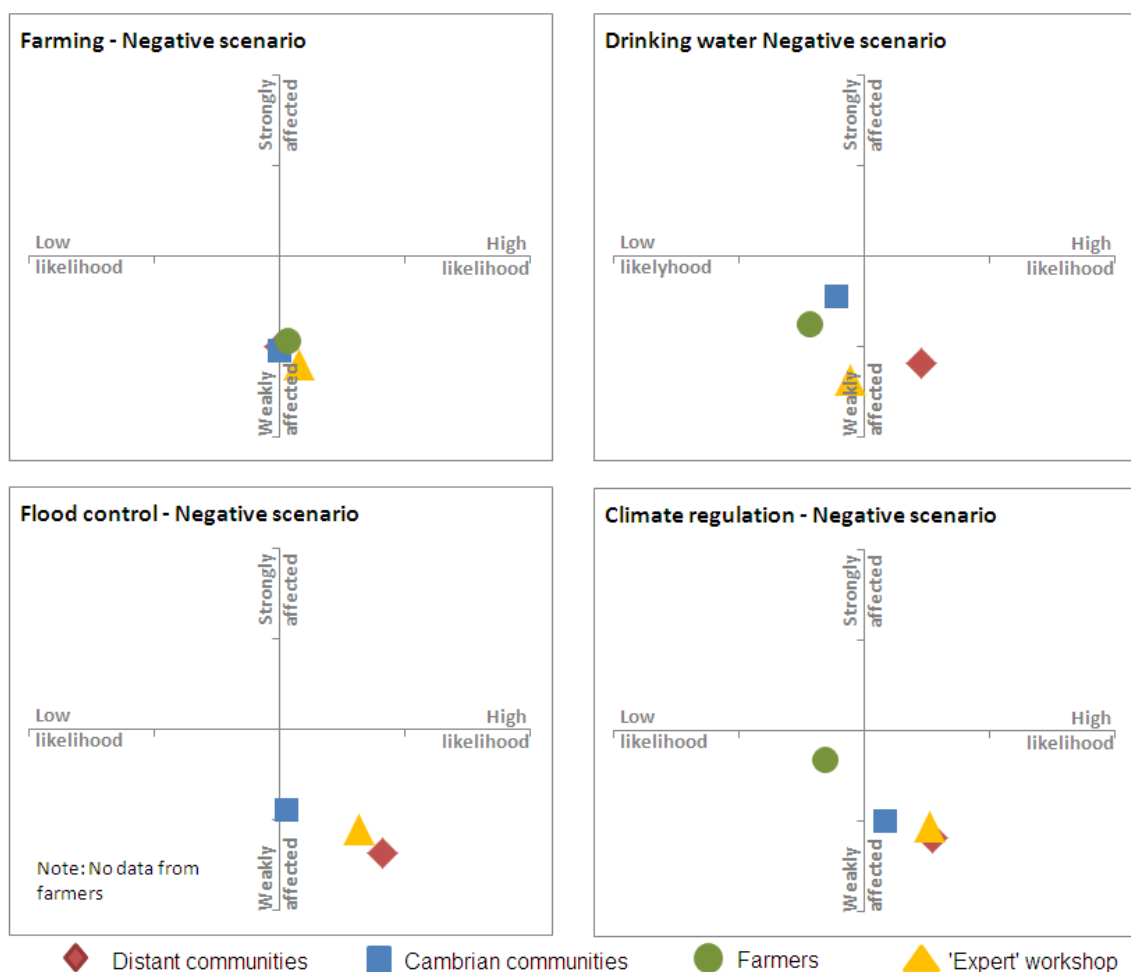 Farming - Negative scenario
Strongly
affected
Low
likelihood
High
likelihood
Weakly
affected
Drinking water Negative scenario
Strongly
affected
Low
likelyhood
High
likelihood
Weakly
affected
Flood control - Negative scenario
Strongly
affected
Low
likelihood
High
likelihood
Weakly
affected
Note: No data from
farmers
Climate regulation - Negative scenario
Strongly
affected
Low
likelihood
High
likelihood
Weakly
affected
Distant communities
Cambrian communities
Farmers
'Expert' workshop